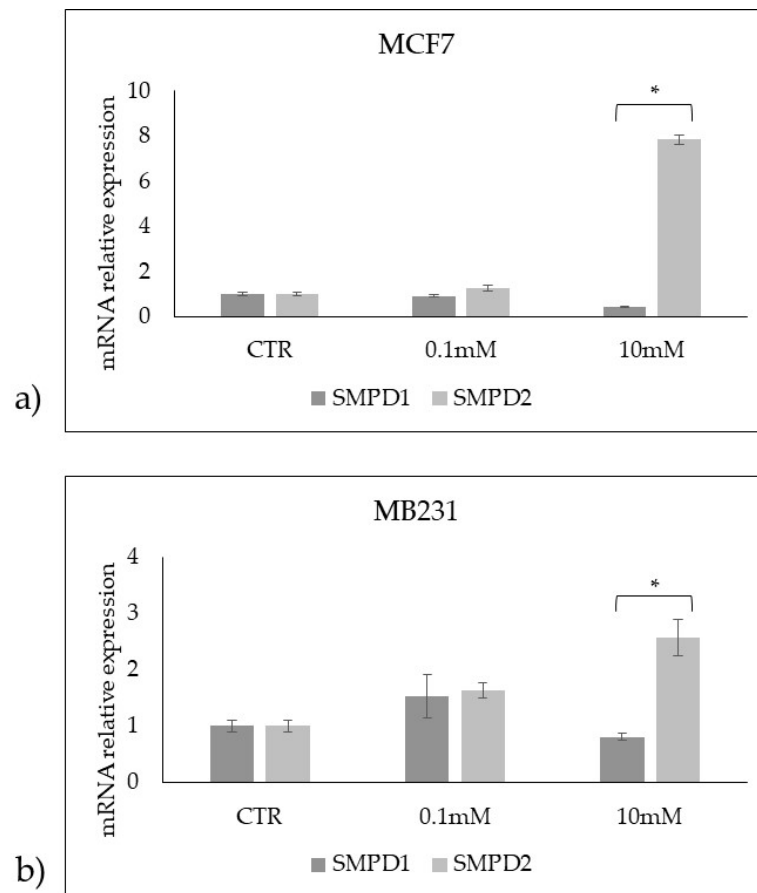 MCF7
mRNA relative expression
10
8
6
4
2
0
*
CTR
0.1mM
10mM
SMPD1
SMPD2
a)
MB231
mRNA relative expression
4
3
2
1
0
*
CTR
0.1mM
10mM
SMPD1
SMPD2
b)